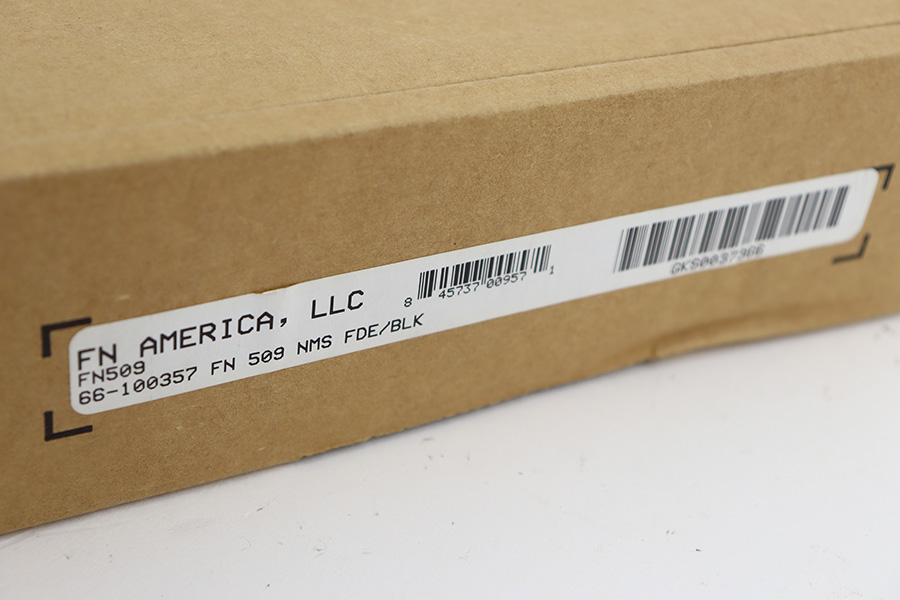 FN AMERICA, LLC
FN509
66-100357 FN 509 NMS FDE/BLK
8 45737 00957 1
GKS0037366